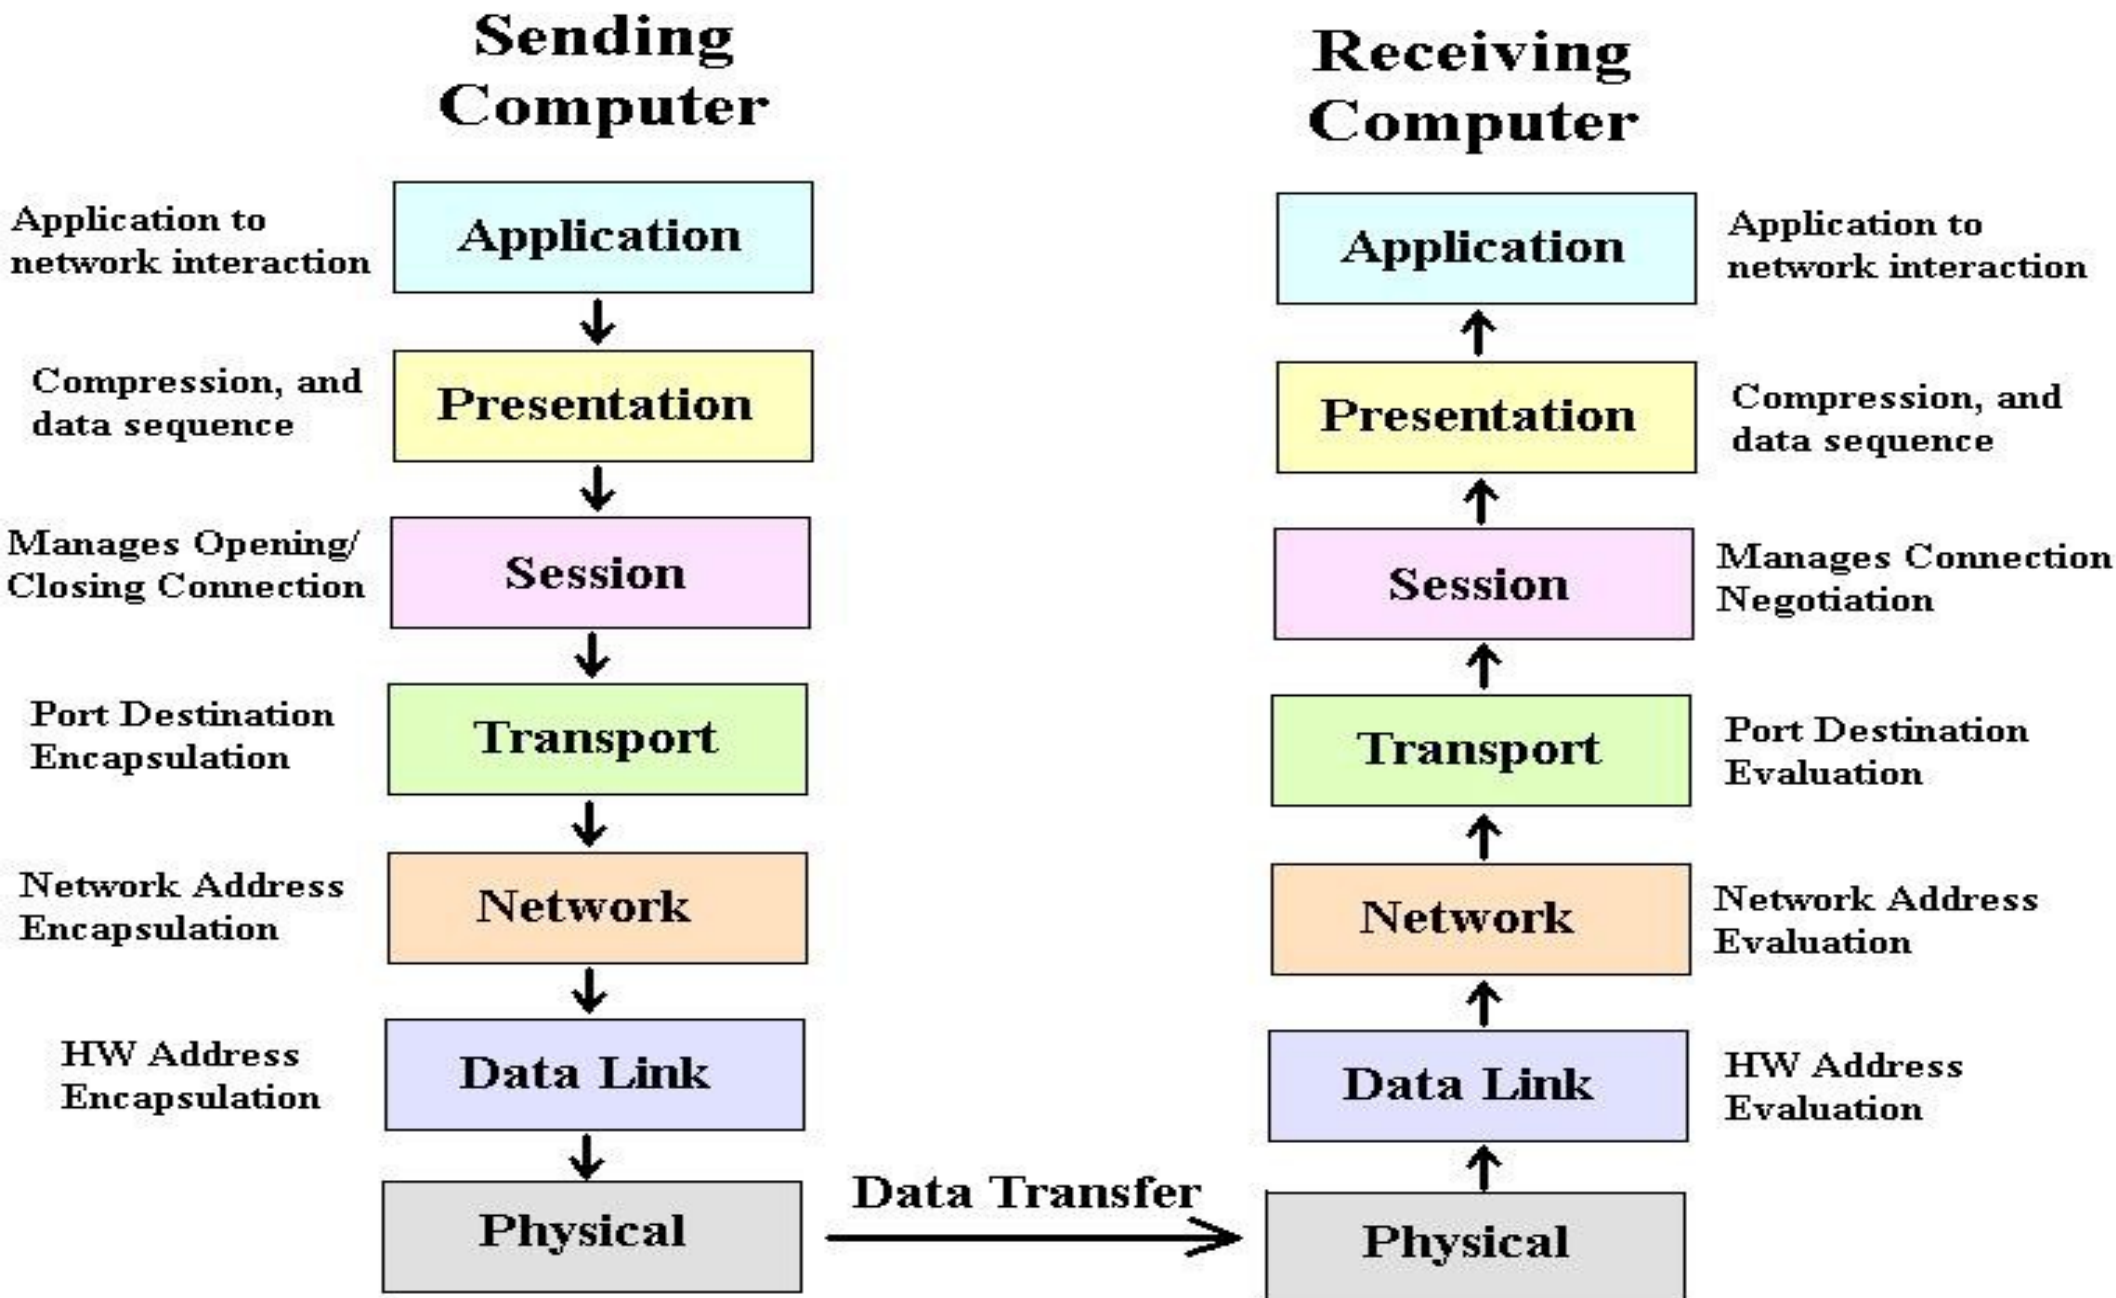 Sending
Computer
Receiving
Computer
Application to
network interaction
Application
Application
Application to
network interaction
Compression, and
data sequence
Presentation
Presentation
Compression, and
data sequence
Manages Opening/
Closing Connection
Session
Session
Manages Connection
Negotiation
Port Destination
Encapsulation
Transport
Transport
Port Destination
Evaluation
Network Address
Encapsulation
Network
Network
Network Address
Evaluation
HW Address
Encapsulation
Data Link
Data Link
HW Address
Evaluation
Physical
Data Transfer
Physical